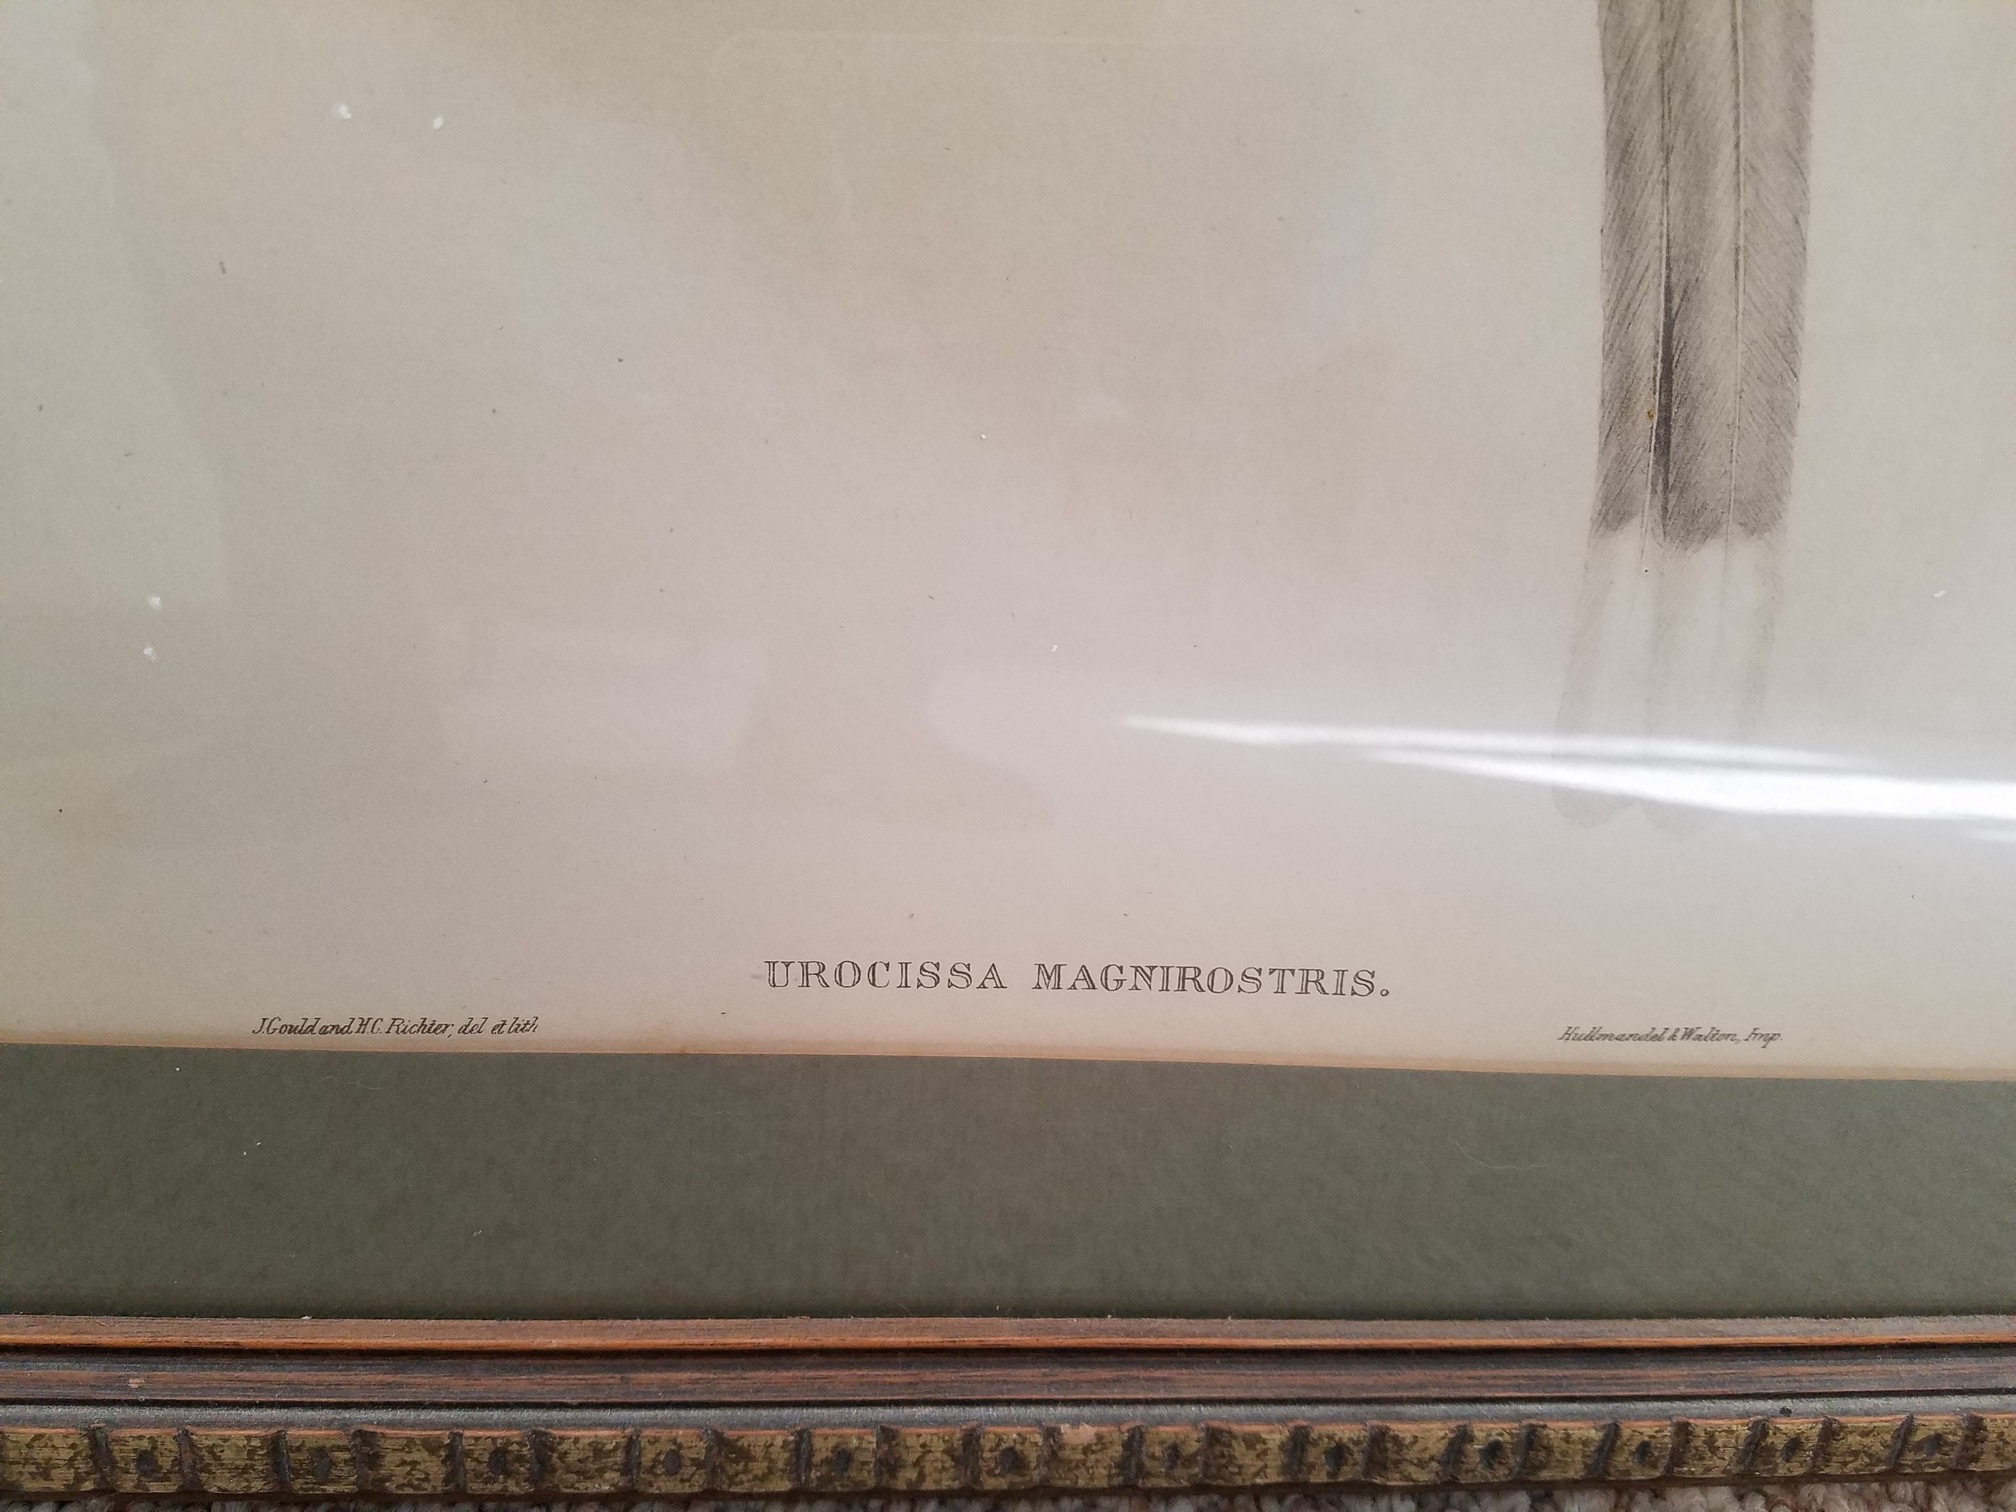 UROCISSA MAGNIROSTRIS.
J. Gould and H. C. Richter, del et lith
Hullmandel & Walton, Imp.